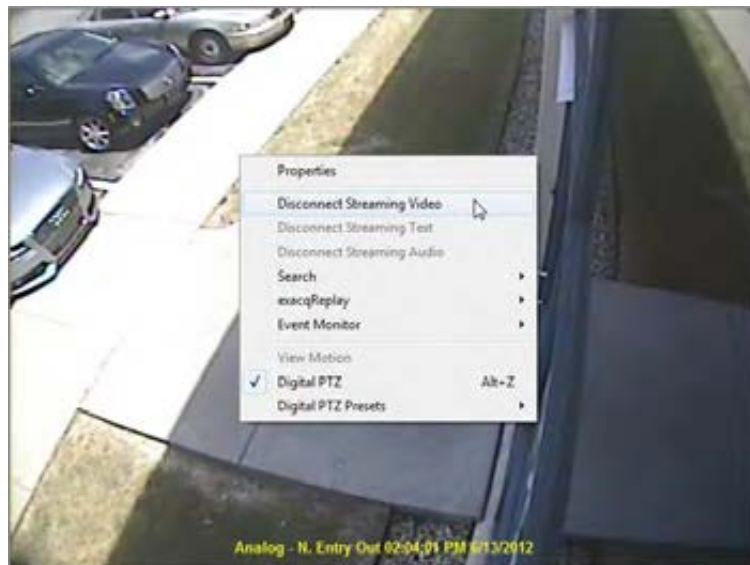 Properties
Disconnect Streaming Video
Disconnect Streaming Text
Disconnect Streaming Audio
Search
exacqReplay
Event Monitor
View Motion
✓ Digital PTZ Alt+Z
Digital PTZ Presets
Analog - N. Entry Out 02:04:01 PM 6/13/2012